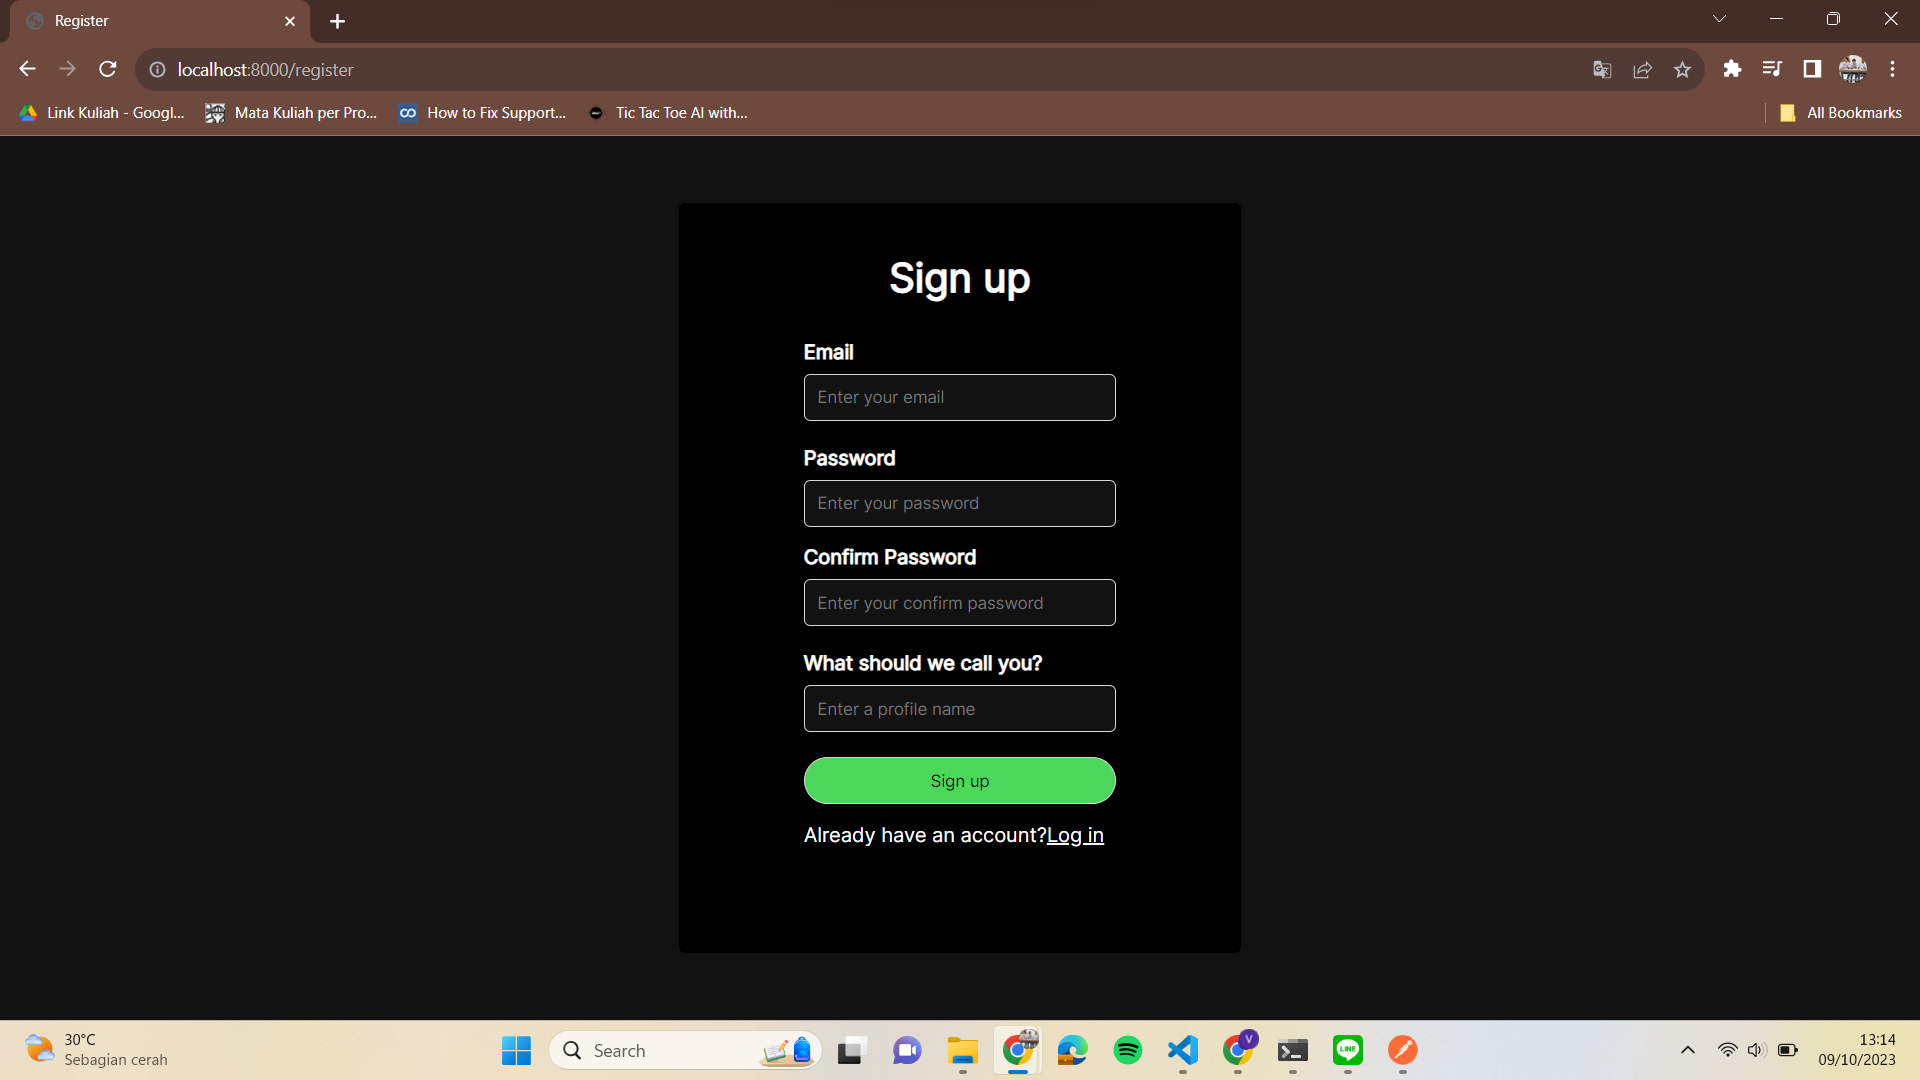 Register
localhost:8000/register
Link Kuliah - Googl...
Mata Kuliah per Pro...
How to Fix Support...
Tic Tac Toe AI with...
All Bookmarks
Sign up
Email
Enter your email
Password
Enter your password
Confirm Password
Enter your confirm password
What should we call you?
Enter a profile name
Sign up
Already have an account?Log in
30°C
Sebagian cerah
Search
V
LINE
13:14
09/10/2023